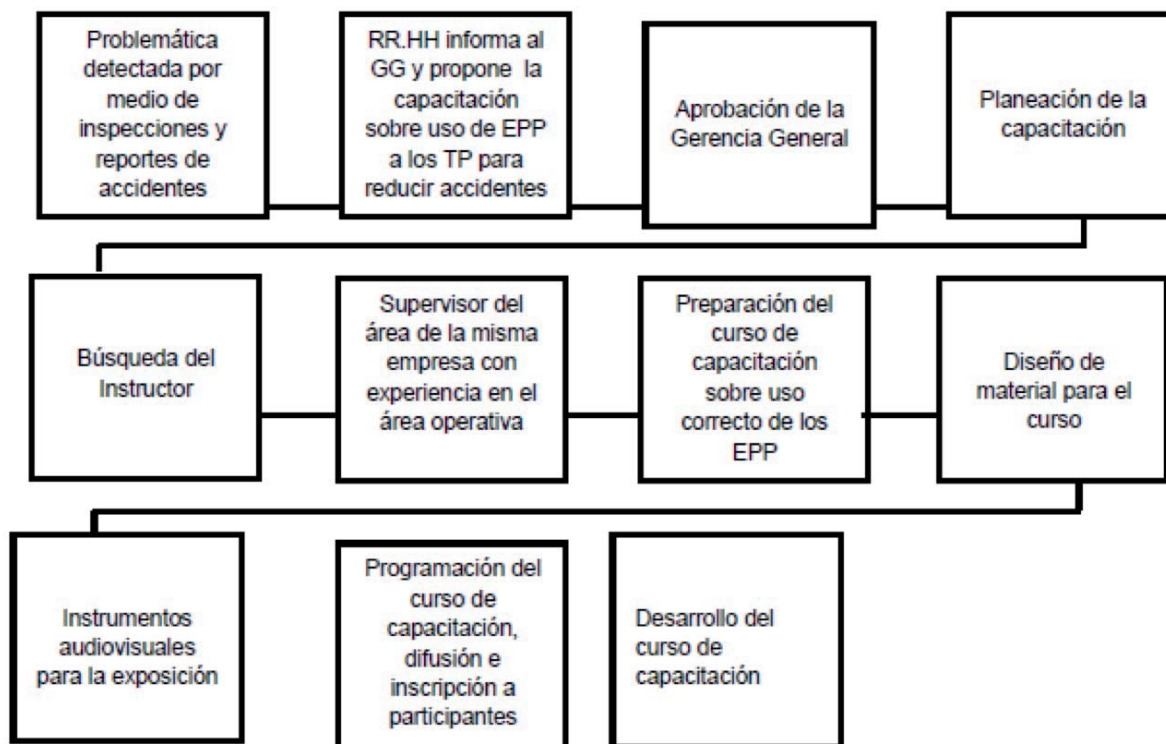 Problemática
detectada por
medio de
inspecciones y
reportes de
accidentes
RR.HH informa al
GG y propone la
capacitación
sobre uso de EPP
a los TP para
reducir accidentes
Aprobación de la
Gerencia General
Planeación de la
capacitación
Búsqueda del
Instructor
Supervisor del
área de la misma
empresa con
experiencia en el
área operativa
Preparación del
curso de
capacitación
sobre uso
correcto de los
EPP
Diseño de
material para el
curso
Instrumentos
audiovisuales
para la exposición
Programación del
curso de
capacitación,
difusión e
inscripción a
participantes
Desarrollo del
curso de
capacitación